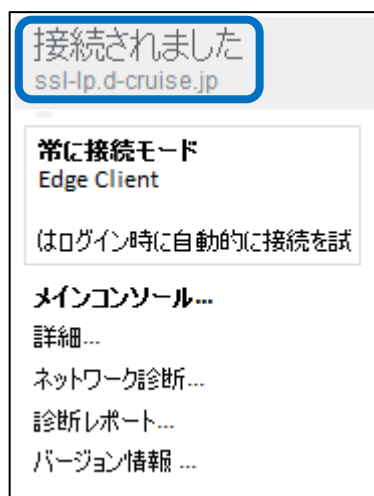 接続されました
ssl-lp.d-cruise.jp
常に接続モード
Edge Client
はログイン時に自動的に接続を試
メインコンソール...
詳細...
ネットワーク診断...
診断レポート...
バージョン情報 ...